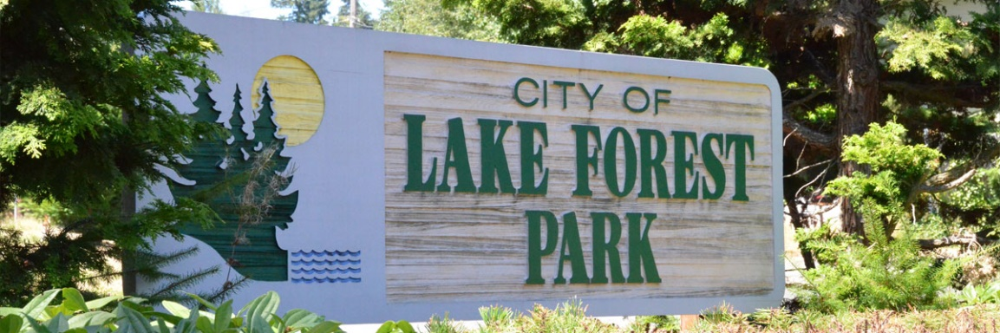 CITY OF
LAKE FOREST
PARK